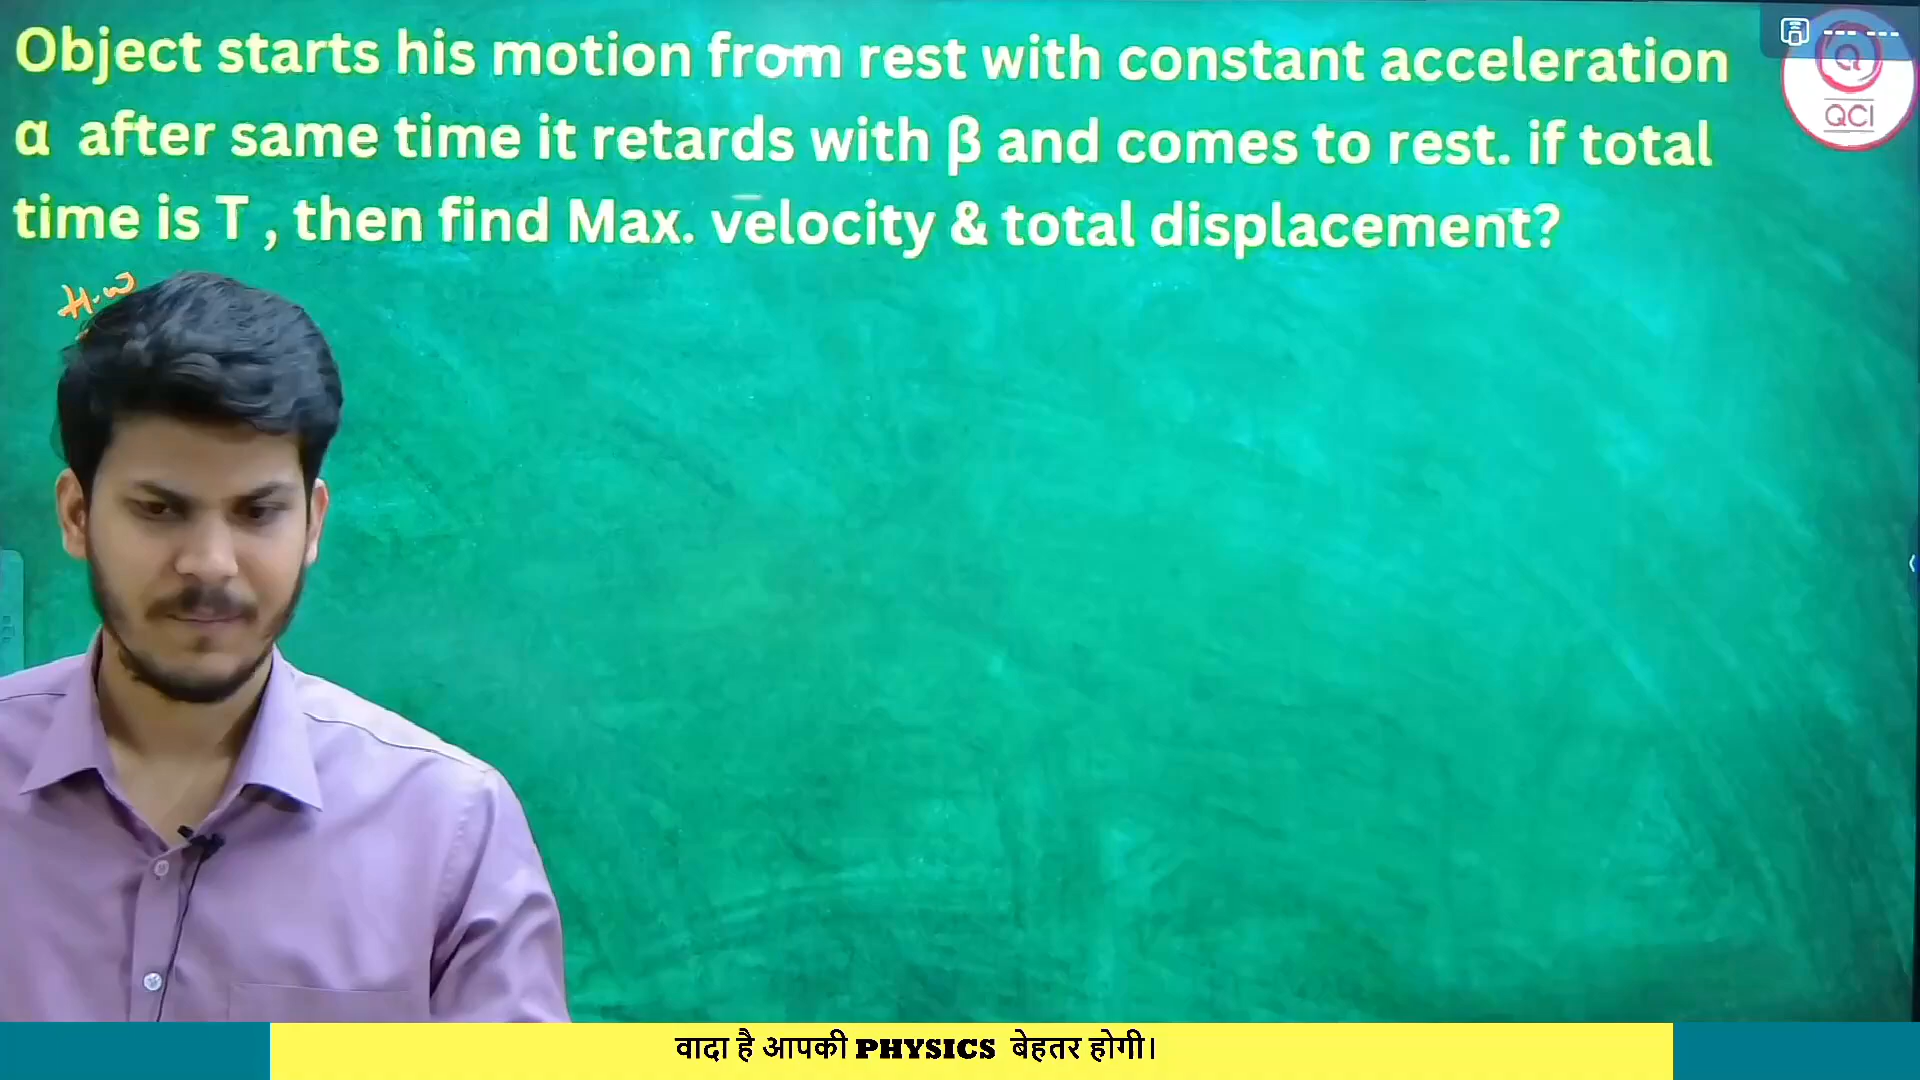 Object starts his motion from rest with constant acceleration
α after same time it retards with β and comes to rest. if total
time is T , then find Max. velocity & total displacement?
H.W
QCI
वादा है आपकी PHYSICS बेहतर होगी।